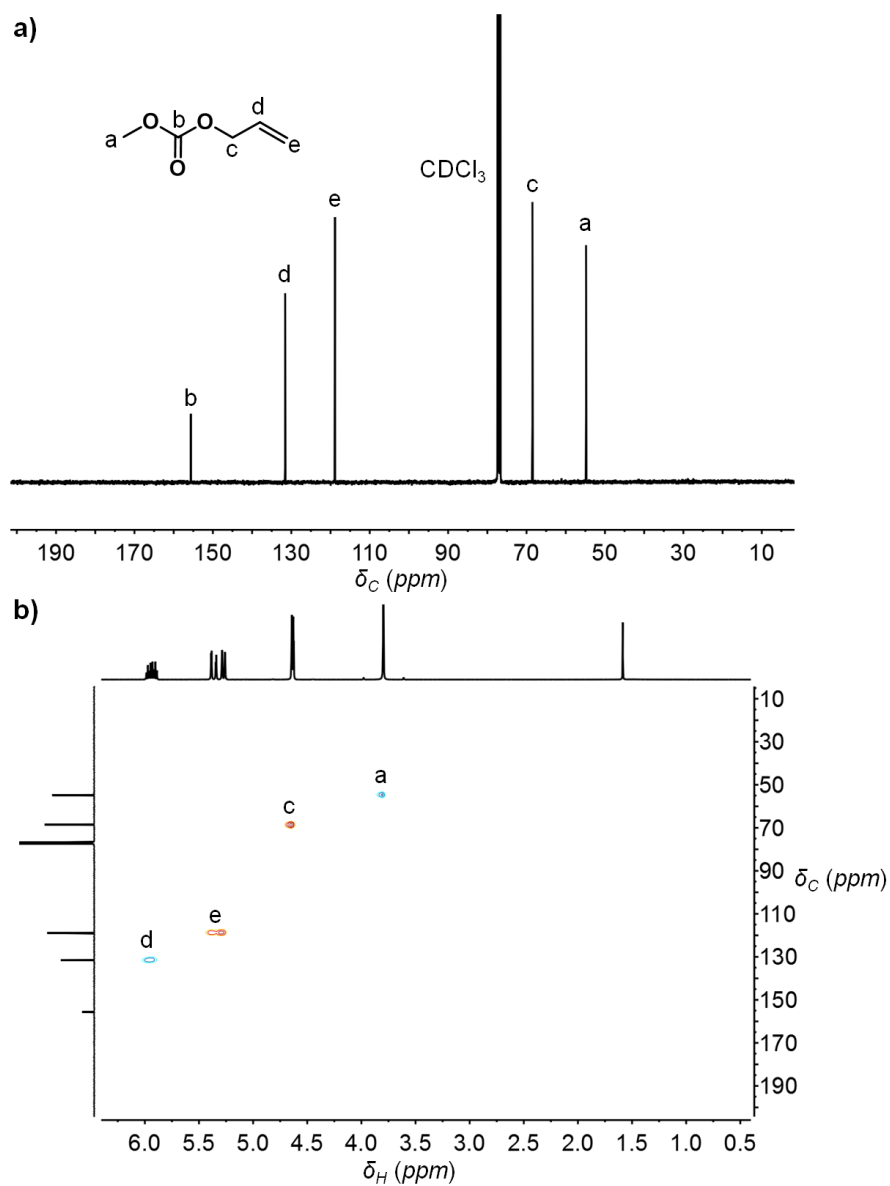 a)
b
d
a
O
O
c
e
O
CDCl₃
c
e
a
d
b
190 170 150 130 110 90 70 50 30 10
δC (ppm)
b)
10
30
a
50
c
70
90
δC (ppm)
110
e
d
130
150
170
190
6.0 5.5 5.0 4.5 4.0 3.5 3.0 2.5 2.0 1.5 1.0 0.5
δH (ppm)